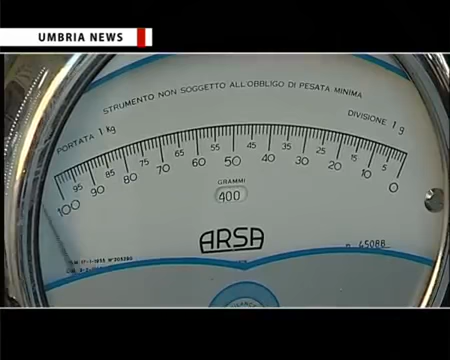 UMBRIA NEWS
STRUMENTO NON SOGGETTO ALL'OBBLIGO DI PESATA MINIMA
PORTATA 1 kg
DIVISIONE 1 g
95 85 75 65 55 45 35 25 15 5
100 90 80 70 60 50 40 30 20 10 0
GRAMMI
400
ARSA
45088